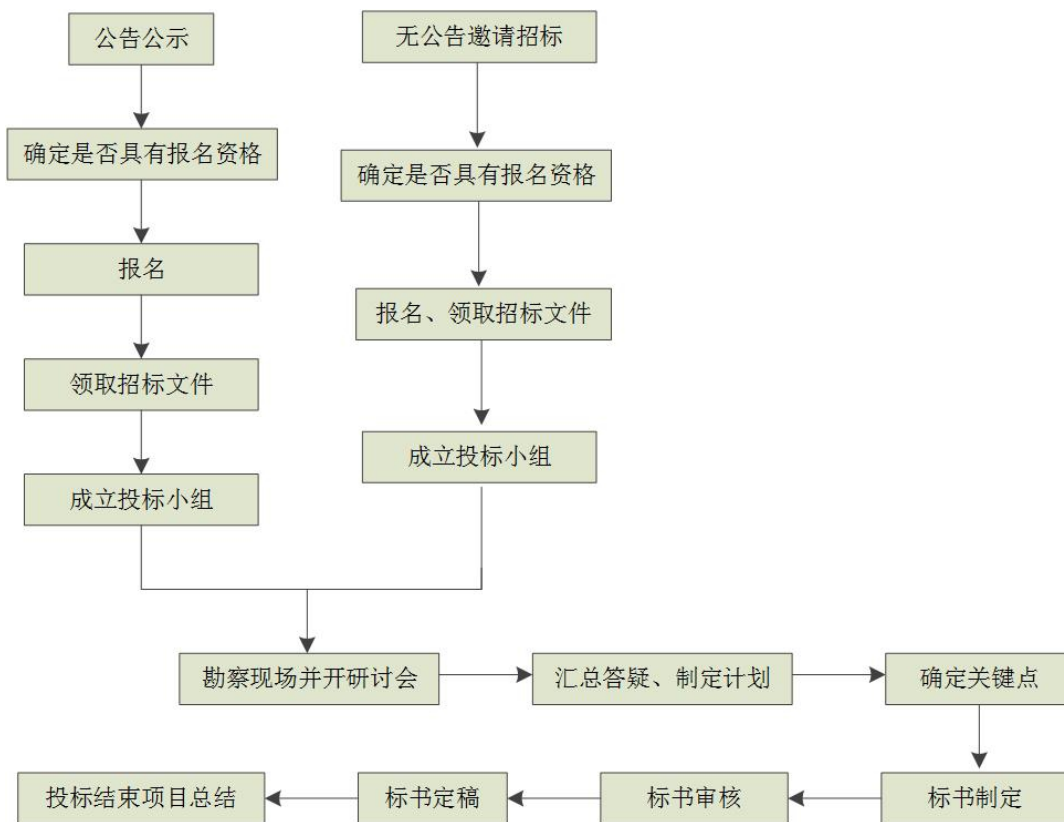 公告公示
无公告邀请招标
确定是否具有报名资格
确定是否具有报名资格
报名
报名、领取招标文件
领取招标文件
成立投标小组
成立投标小组
勘察现场并开研讨会
汇总答疑、制定计划
确定关键点
投标结束项目总结
标书定稿
标书审核
标书制定